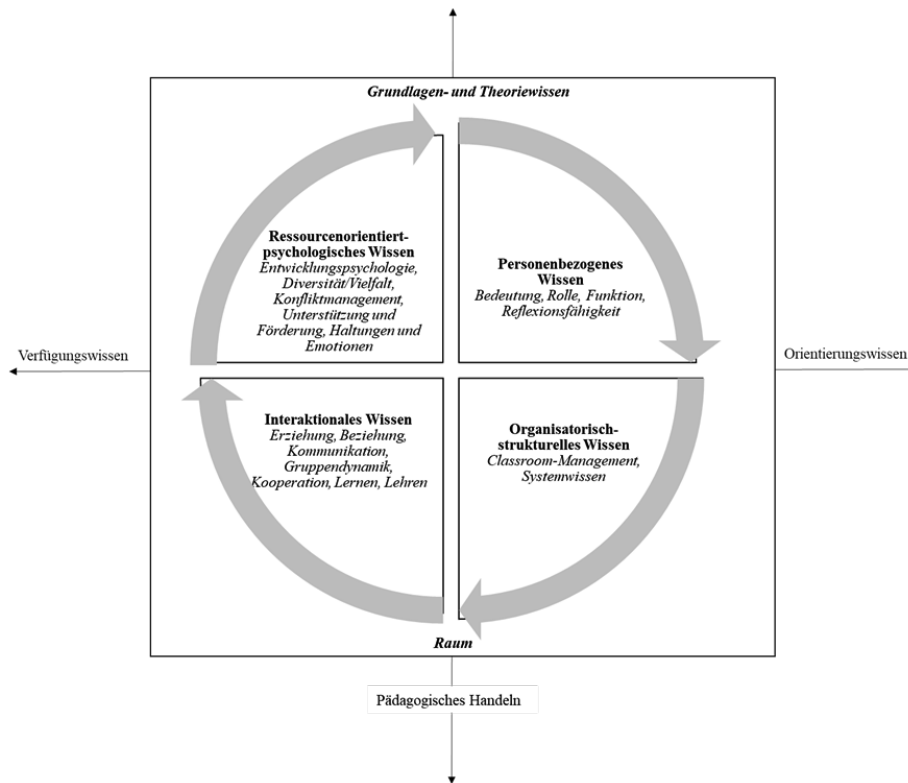 Grundlagen- und Theoriewissen
Ressourcenorientiert-
psychologisches Wissen
Entwicklungspsychologie,
Diversität/Vielfalt,
Konfliktmanagement,
Unterstützung und
Förderung, Haltungen und
Emotionen
Personenbezogenes
Wissen
Bedeutung, Rolle, Funktion,
Reflexionsfähigkeit
Verfügungswissen
Orientierungswissen
Interaktionales Wissen
Erziehung, Beziehung,
Kommunikation,
Gruppendynamik,
Kooperation, Lernen, Lehren
Organisatorisch-
strukturelles Wissen
Classroom-Management,
Systemwissen
Raum
Pädagogisches Handeln